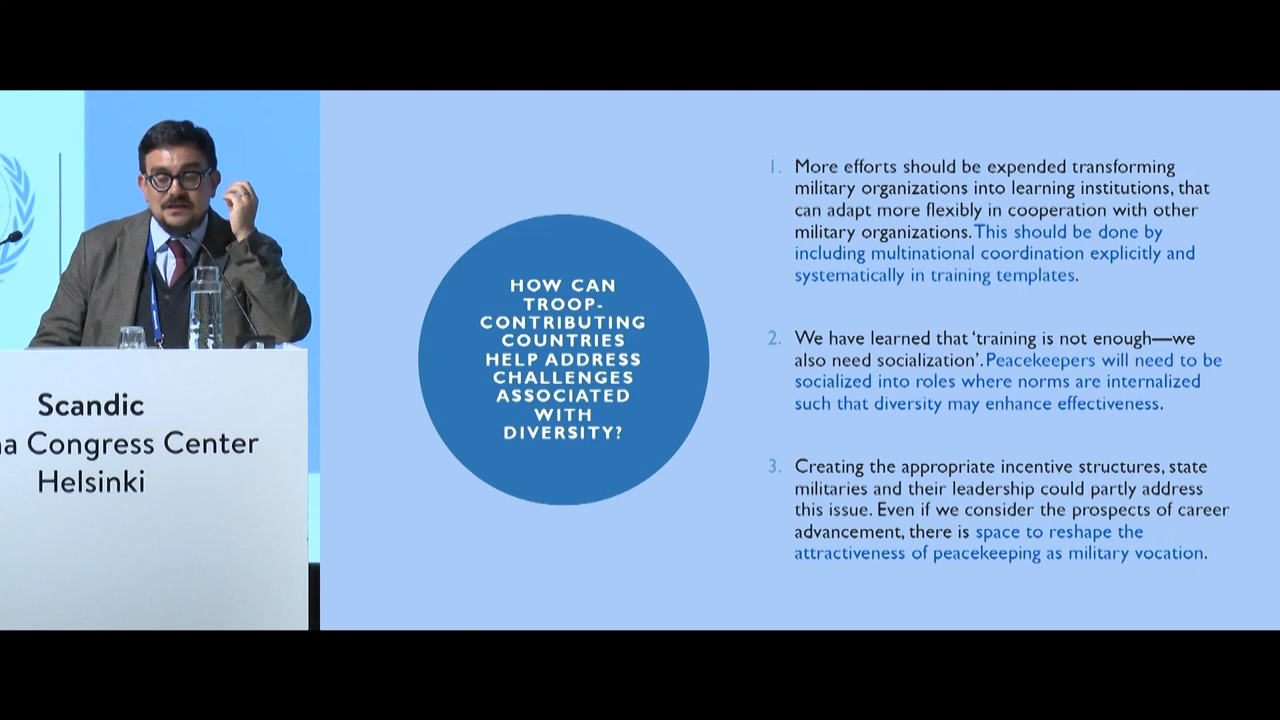 Scandic
na Congress Center
Helsinki
HOW CAN
TROOP-
CONTRIBUTING
COUNTRIES
HELP ADDRESS
CHALLENGES
ASSOCIATED
WITH
DIVERSITY?
1. More efforts should be expended transforming
military organizations into learning institutions, that
can adapt more flexibly in cooperation with other
military organizations. This should be done by
including multinational coordination explicitly and
systematically in training templates.
2. We have learned that ‘training is not enough—we
also need socialization’. Peacekeepers will need to be
socialized into roles where norms are internalized
such that diversity may enhance effectiveness.
3. Creating the appropriate incentive structures, state
militaries and their leadership could partly address
this issue. Even if we consider the prospects of career
advancement, there is space to reshape the
attractiveness of peacekeeping as military vocation.